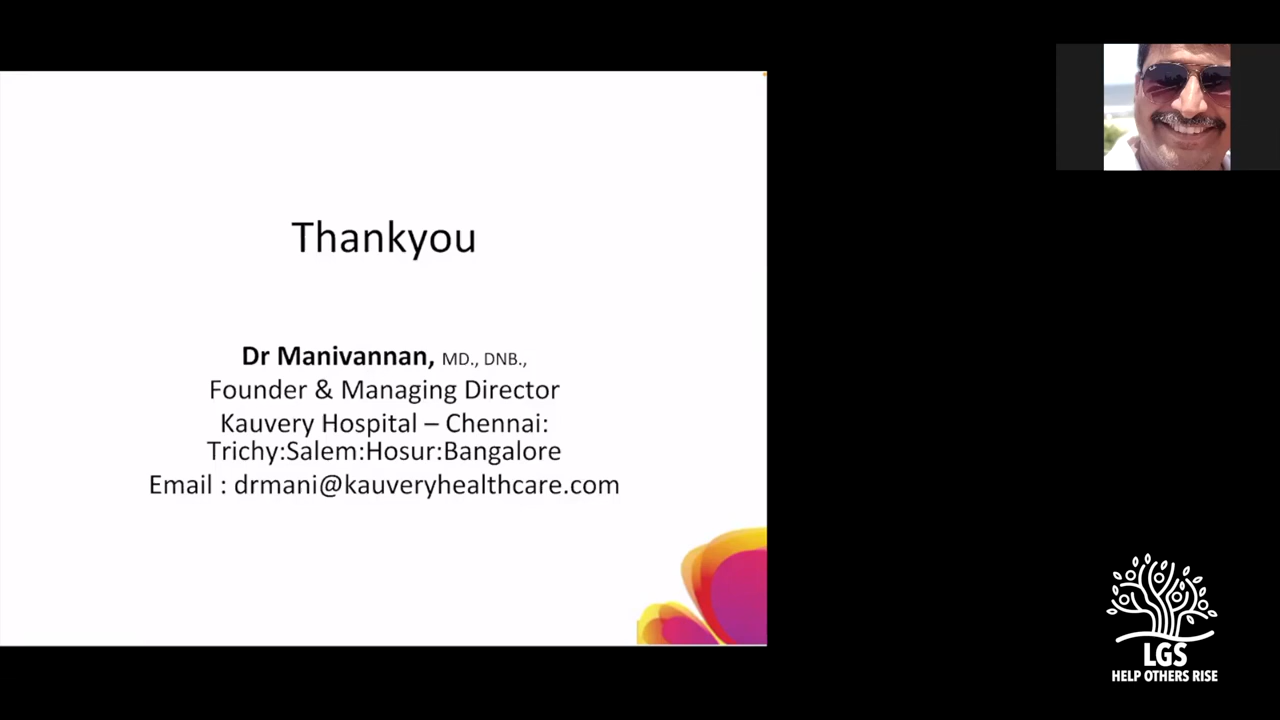 Thankyou
Dr Manivannan, MD., DNB.,
Founder & Managing Director
Kauvery Hospital – Chennai:
Trichy:Salem:Hosur:Bangalore
Email : drmani@kauveryhealthcare.com
LGS
HELP OTHERS RISE